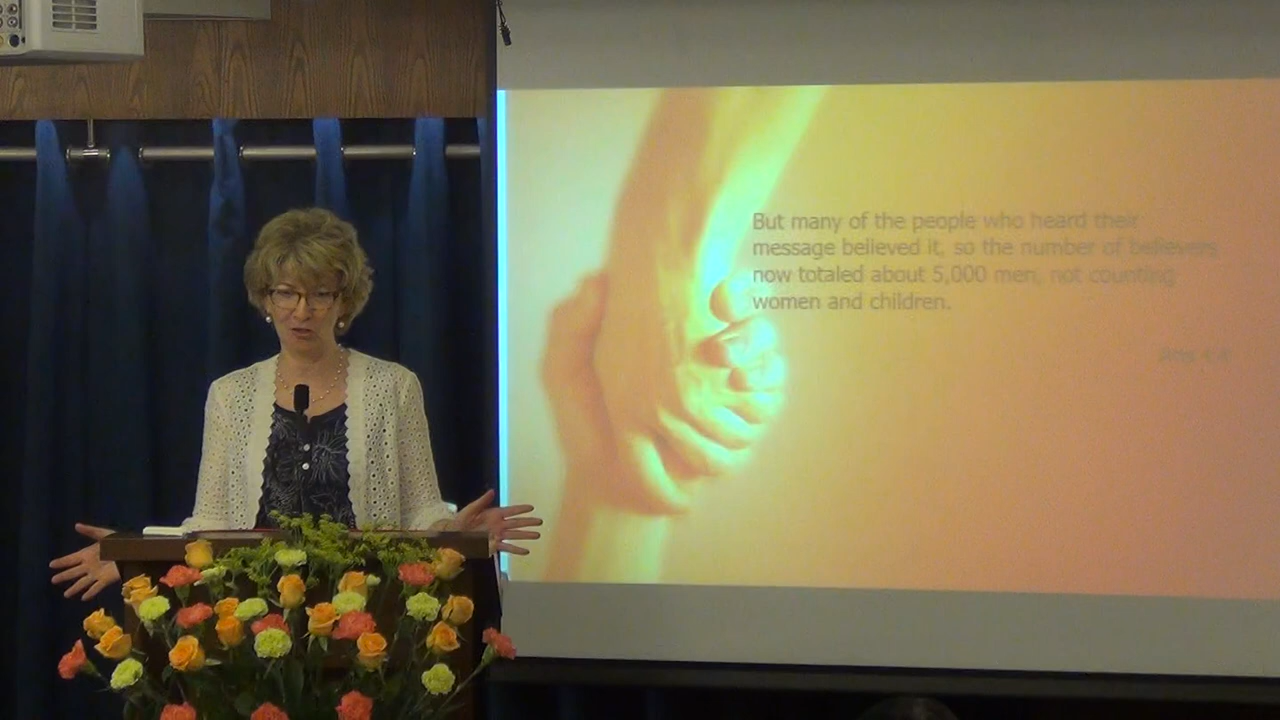 But many of the people who heard their
message believed it, so the number of believers
now totaled about 5,000 men, not counting
women and children.